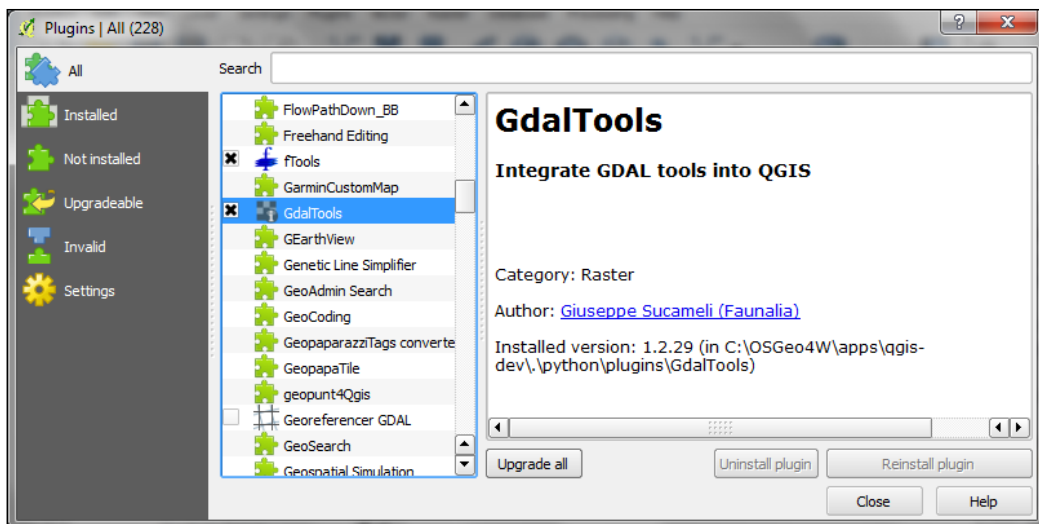 Plugins | All (228)
All
Installed
Not installed
Upgradeable
Invalid
Settings
Search
FlowPathDown_BB
Freehand Editing
fTools
GarminCustomMap
GdalTools
GEarthView
Genetic Line Simplifier
GeoAdmin Search
GeoCoding
GeopaparazziTags converte
GeopapaTile
geopunt4Qgis
Georeferencer GDAL
GeoSearch
Geospatial Simulation
GdalTools
Integrate GDAL tools into QGIS
Category: Raster
Author: Giuseppe Sucameli (Faunalia)
Installed version: 1.2.29 (in C:\OSGeo4W\apps\qgis-
dev\.\python\plugins\GdalTools)
Upgrade all
Uninstall plugin
Reinstall plugin
Close
Help